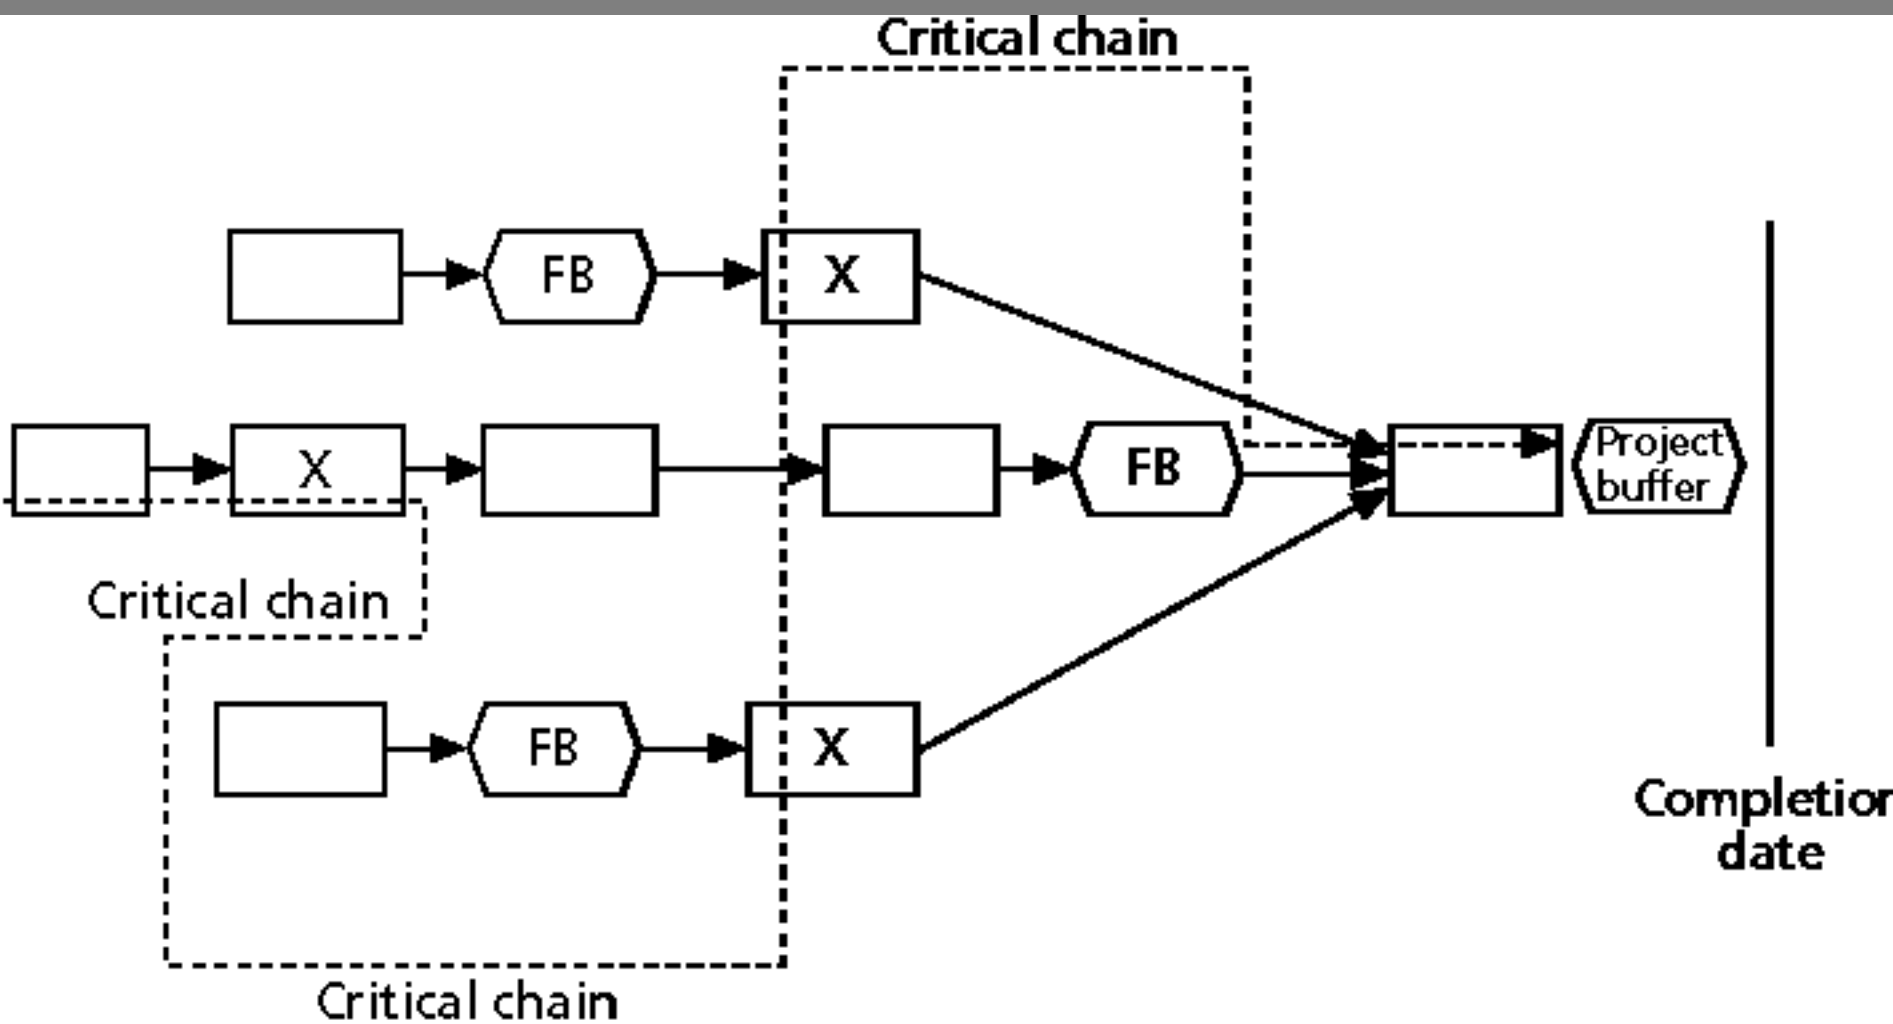 Critical chain
FB
X
X
FB
Project
buffer
Critical chain
FB
X
Completion
date
Critical chain